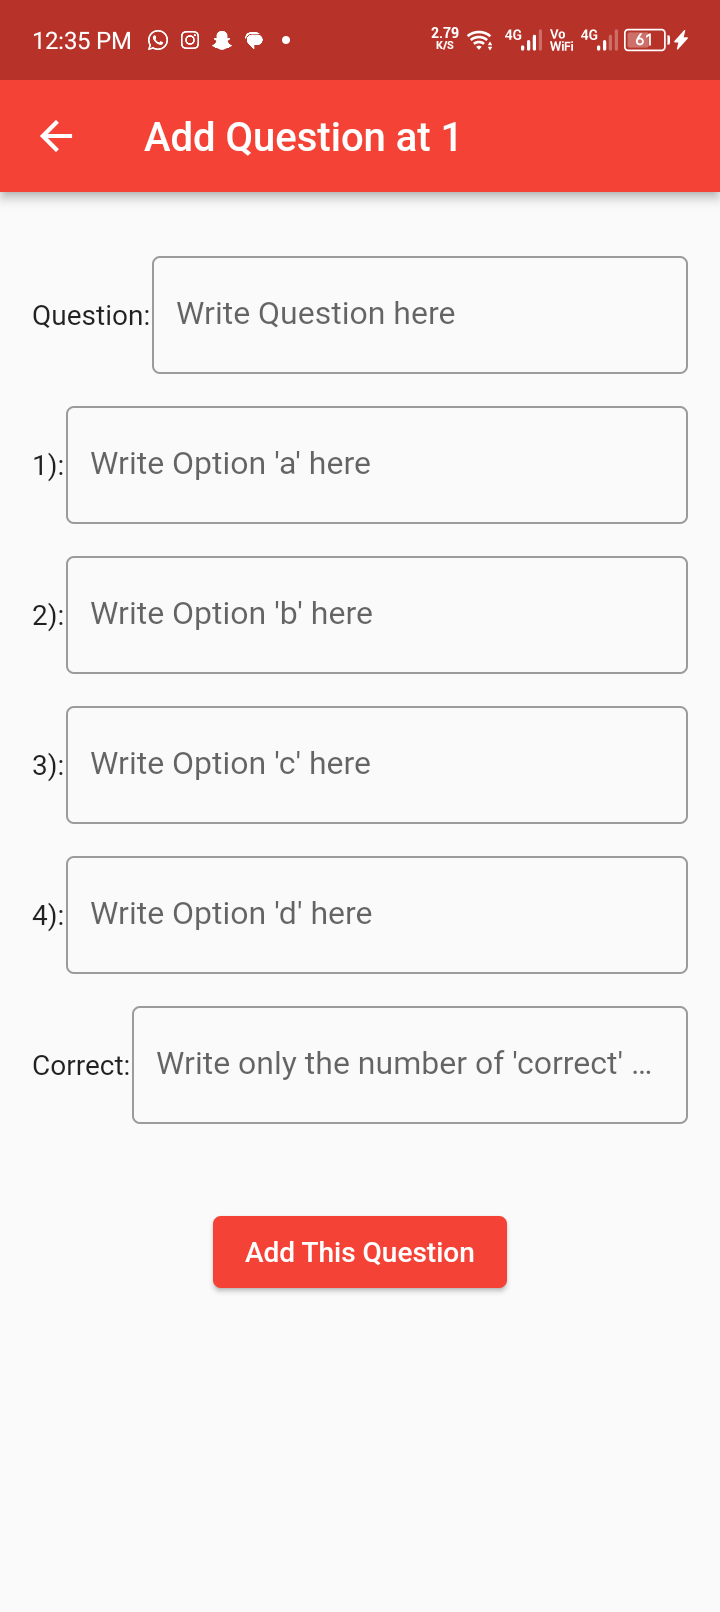 12:35 PM 2.79 K/S 4G Vo WiFi 4G 61
Add Question at 1
Question: Write Question here
1): Write Option 'a' here
2): Write Option 'b' here
3): Write Option 'c' here
4): Write Option 'd' here
Correct: Write only the number of 'correct' ...
Add This Question